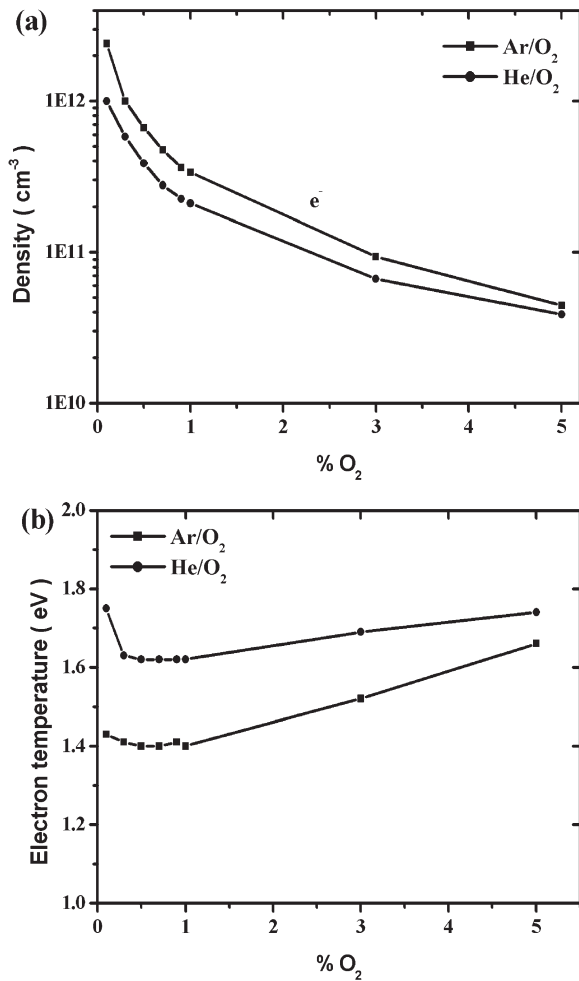 (a)
Ar/O₂
He/O₂
1E12
1E11
1E10
Density ( cm⁻³ )
e⁻
0 1 2 3 4 5
% O₂
(b)
Ar/O₂
He/O₂
2.0
1.8
1.6
1.4
1.2
1.0
Electron temperature ( eV )
0 1 2 3 4 5
% O₂